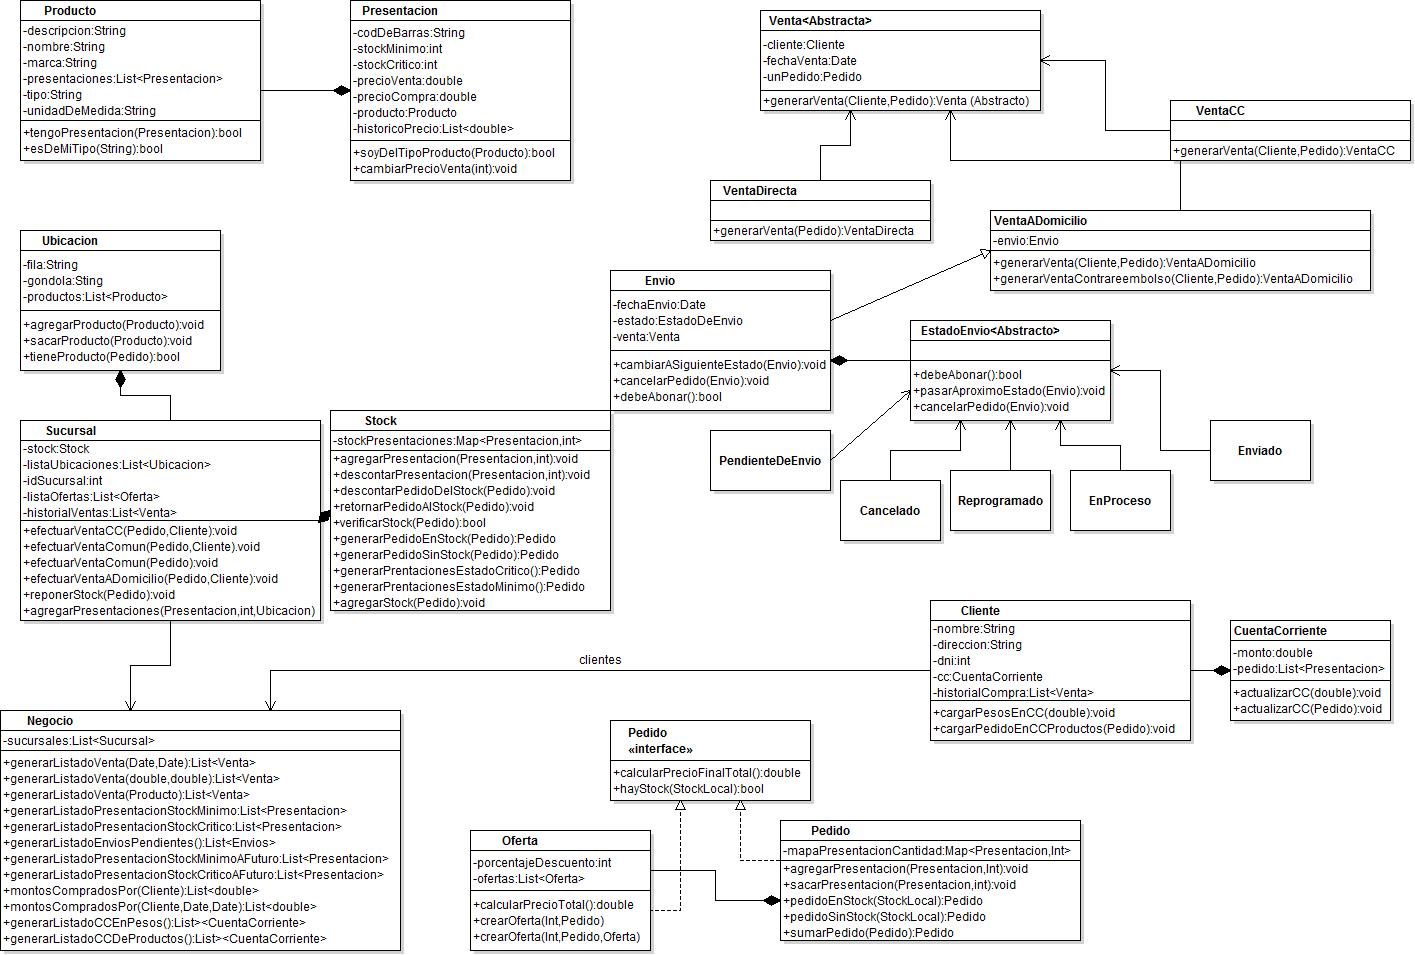 Producto
-descripcion:String
-nombre:String
-marca:String
-presentaciones:List<Presentacion>
-tipo:String
-unidadDeMedida:String
+tengoPresentacion(Presentacion):bool
+esDeMiTipo(String):bool
Presentacion
-codDeBarras:String
-stockMinimo:int
-stockCritico:int
-precioVenta:double
-precioCompra:double
-producto:Producto
-historicoPrecio:List<double>
+soyDelTipoProducto(Producto):bool
+cambiarPrecioVenta(int):void
Venta<Abstracta>
-cliente:Cliente
-fechaVenta:Date
-unPedido:Pedido
+generarVenta(Cliente,Pedido):Venta (Abstracto)
VentaCC
+generarVenta(Cliente,Pedido):VentaCC
VentaDirecta
+generarVenta(Pedido):VentaDirecta
VentaADomicilio
-envio:Envio
+generarVenta(Cliente,Pedido):VentaADomicilio
+generarVentaContrareembolso(Cliente,Pedido):VentaADomicilio
Ubicacion
-fila:String
-gondola:Sting
-productos:List<Producto>
+agregarProducto(Producto):void
+sacarProducto(Producto):void
+tieneProducto(Pedido):bool
Envio
-fechaEnvio:Date
-estado:EstadoDeEnvio
-venta:Venta
+cambiarASiguienteEstado(Envio):void
+cancelarPedido(Envio):void
+debeAbonar():bool
EstadoEnvio<Abstracto>
+debeAbonar():bool
+pasarAproximoEstado(Envio):void
+cancelarPedido(Envio):void
PendienteDeEnvio
Cancelado
Reprogramado
EnProceso
Enviado
Sucursal
-stock:Stock
-listaUbicaciones:List<Ubicacion>
-idSucursal:int
-listaOfertas:List<Oferta>
-historialVentas:List<Venta>
+efectuarVentaCC(Pedido,Cliente):void
+efectuarVentaComun(Pedido,Cliente).void
+efectuarVentaComun(Pedido):void
+efectuarVentaADomicilio(Pedido,Cliente):void
+reponerStock(Pedido):void
+agregarPresentaciones(Presentacion,int,Ubicacion)
Stock
-stockPresentaciones:Map<Presentacion,int>
+agregarPresentacion(Presentacion,int):void
+descontarPresentacion(Presentacion,int):void
+descontarPedidoDelStock(Pedido):void
+retornarPedidoAlStock(Pedido):void
+verificarStock(Pedido):bool
+generarPedidoEnStock(Pedido):Pedido
+generarPedidoSinStock(Pedido):Pedido
+generarPrentacionesEstadoCritico():Pedido
+generarPrentacionesEstadoMinimo():Pedido
+agregarStock(Pedido):void
Cliente
-nombre:String
-direccion:String
-dni:int
-cc:CuentaCorriente
-historialCompra:List<Venta>
+cargarPesosEnCC(double):void
+cargarPedidoEnCCProductos(Pedido):void
CuentaCorriente
-monto:double
-pedido:List<Presentacion>
+actualizarCC(double):void
+actualizarCC(Pedido):void
clientes
Negocio
-sucursales:List<Sucursal>
+generarListadoVenta(Date,Date):List<Venta>
+generarListadoVenta(double,double):List<Venta>
+generarListadoVenta(Producto):List<Venta>
+generarListadoPresentacionStockMinimo:List<Presentacion>
+generarListadoPresentacionStockCritico:List<Presentacion>
+generarListadoEnviosPendientes():List<Envios>
+generarListadoPresentacionStockMinimoAFuturo:List<Presentacion>
+generarListadoPresentacionStockCriticoAFuturo:List<Presentacion>
+montosCompradosPor(Cliente):List<double>
+montosCompradosPor(Cliente,Date,Date):List<double>
+generarListadoCCEnPesos():List><CuentaCorriente>
+generarListadoCCDeProductos():List><CuentaCorriente>
Pedido
«interface»
+calcularPrecioFinalTotal():double
+hayStock(StockLocal):bool
Oferta
-porcentajeDescuento:int
-ofertas:List<Oferta>
+calcularPrecioTotal():double
+crearOferta(Int,Pedido)
+crearOferta(Int,Pedido,Oferta)
Pedido
-mapaPresentacionCantidad:Map<Presentacion,Int>
+agregarPresentacion(Presentacion,Int):void
+sacarPresentacion(Presentacion,int):void
+pedidoEnStock(StockLocal):Pedido
+pedidoSinStock(StockLocal):Pedido
+sumarPedido(Pedido):Pedido